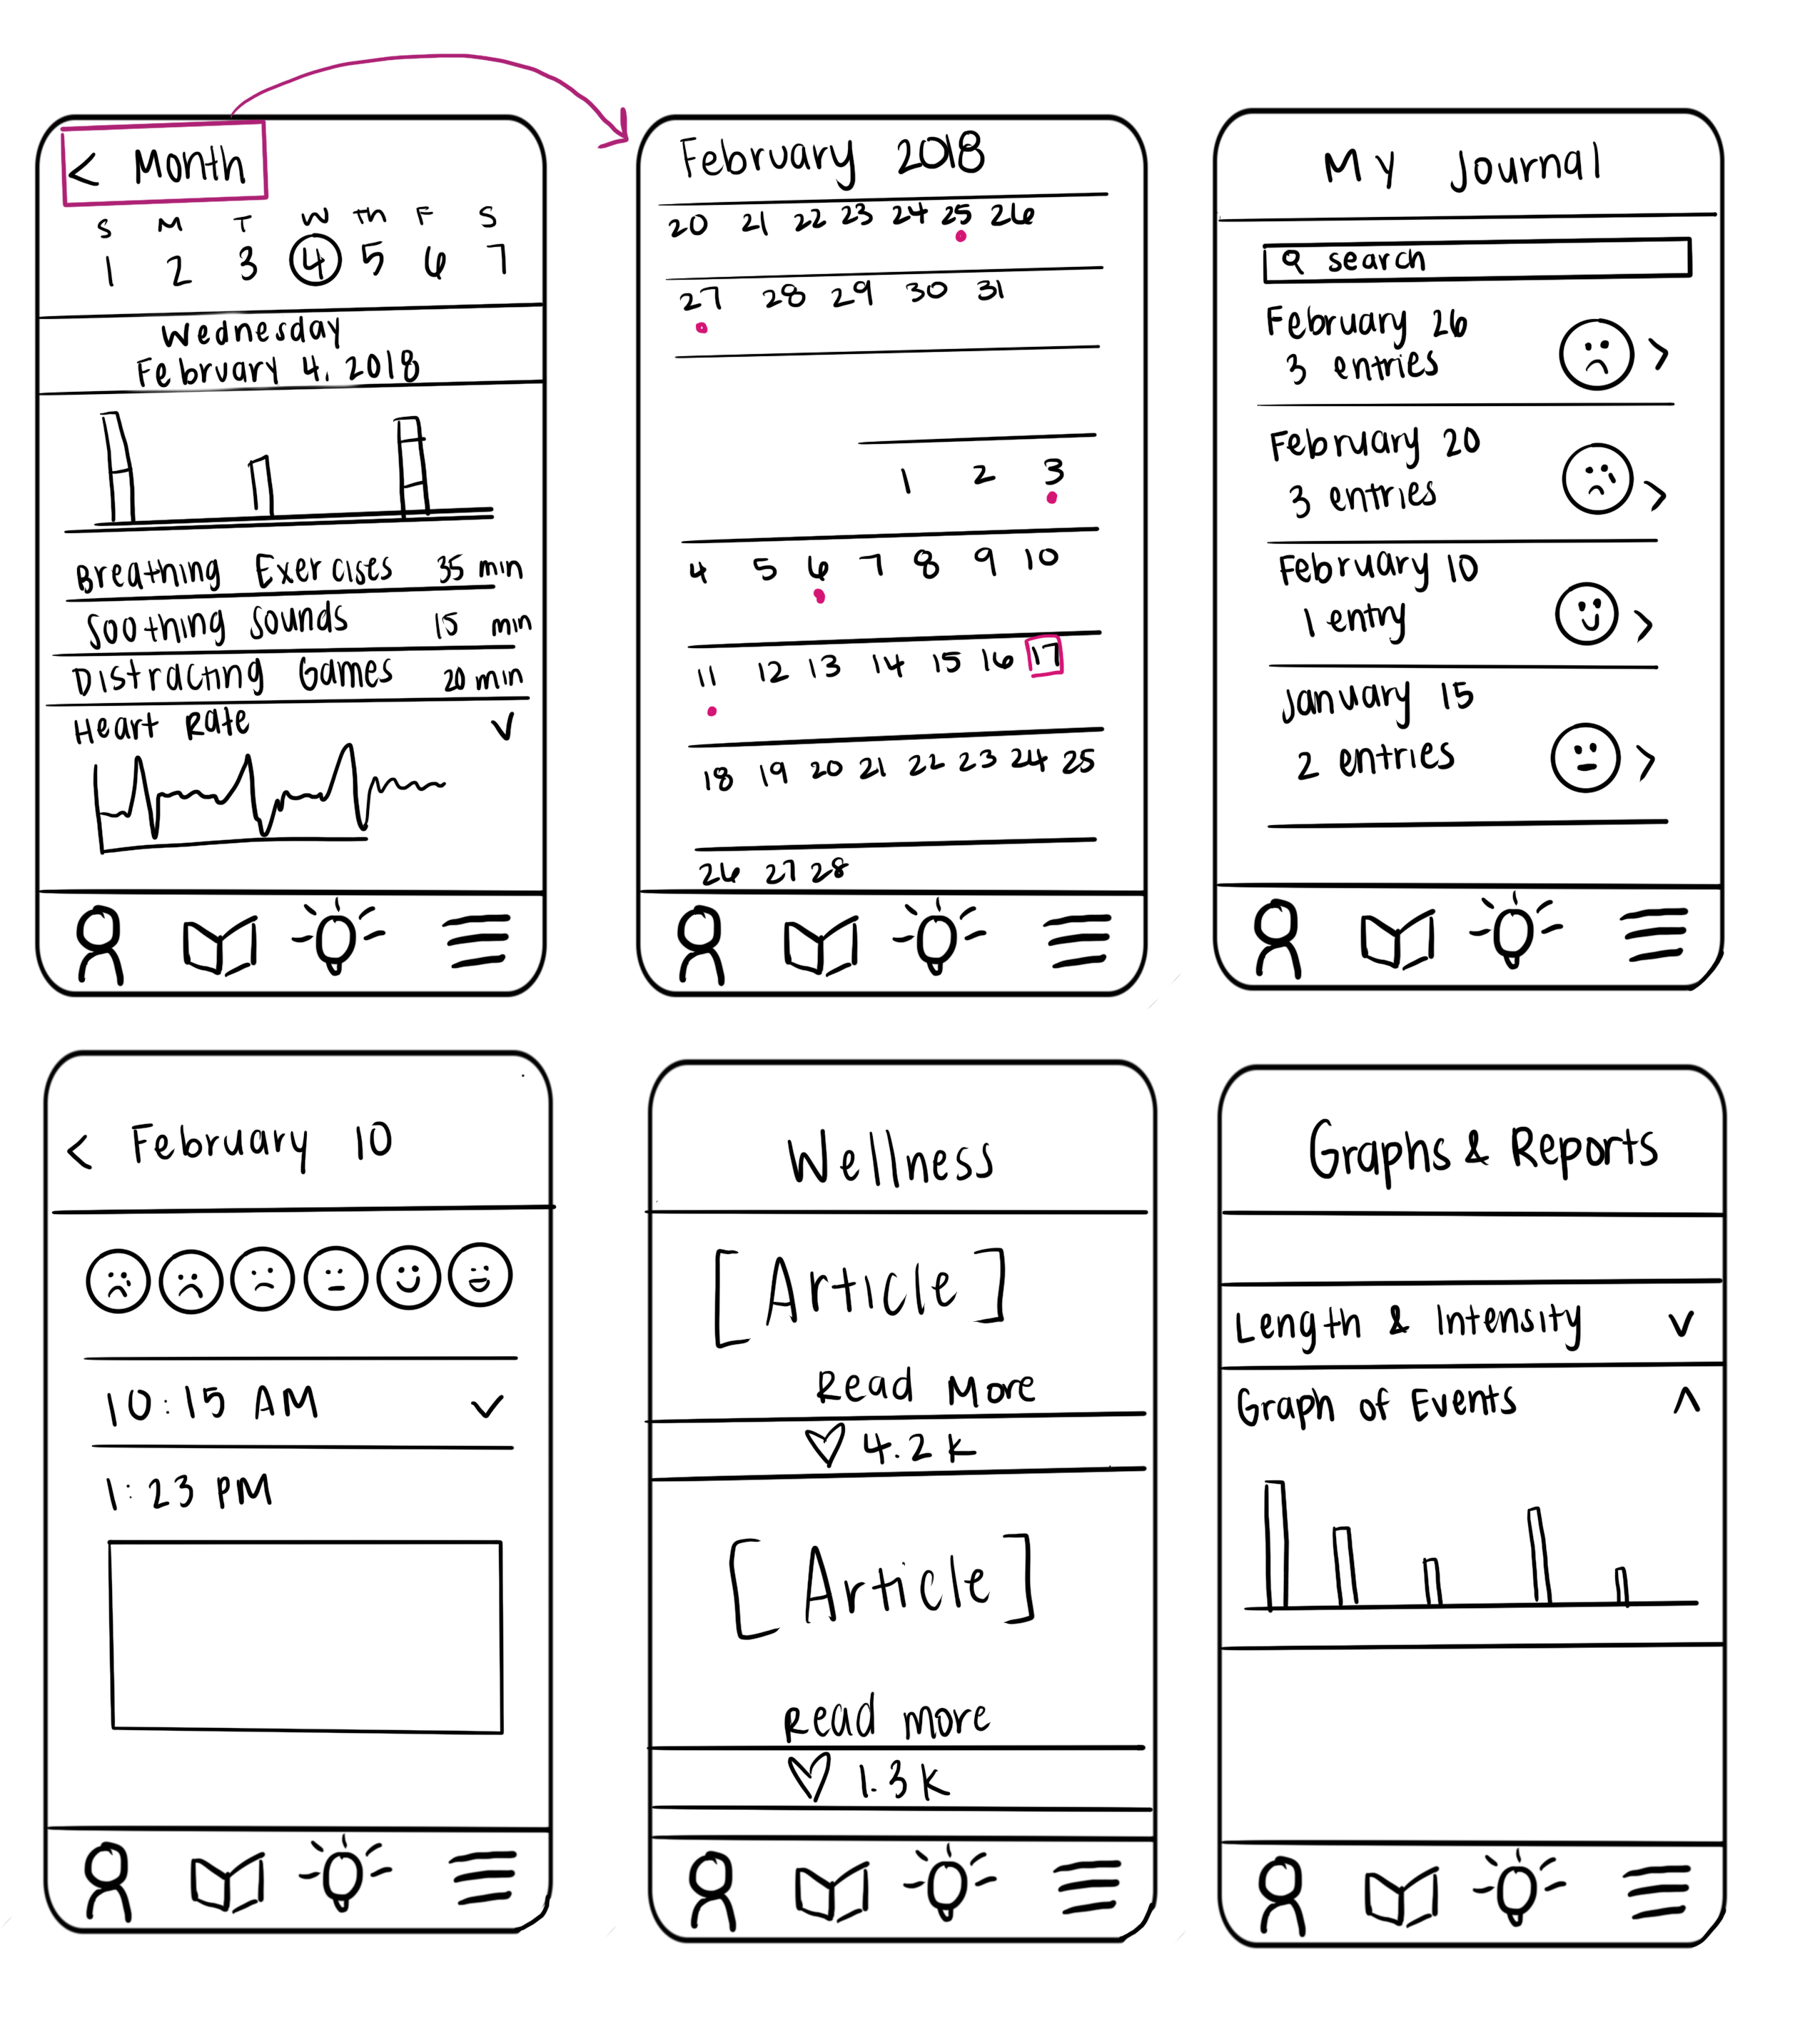 < Month
S M T W Th F S
1 2 3 4 5 6 7
Wednesday
February 4, 2018
Breathing Exercises 35 min
Soothing Sounds 15 min
Distracting Games 20 min
Heart Rate
February 2018
20 21 22 23 24 25 26
27 28 29 30 31
1 2 3
4 5 6 7 8 9 10
11 12 13 14 15 16 17
18 19 20 21 22 23 24 25
26 27 28
My Journal
search
February 26
3 entries >
February 20
3 entries >
February 10
1 entry >
January 15
2 entries >
< February 10
10:15 AM
1:23 PM
Wellness
[Article]
Read More
4.2k
[Article]
Read more
1.3k
Graphs & Reports
Length & Intensity
Graph of Events